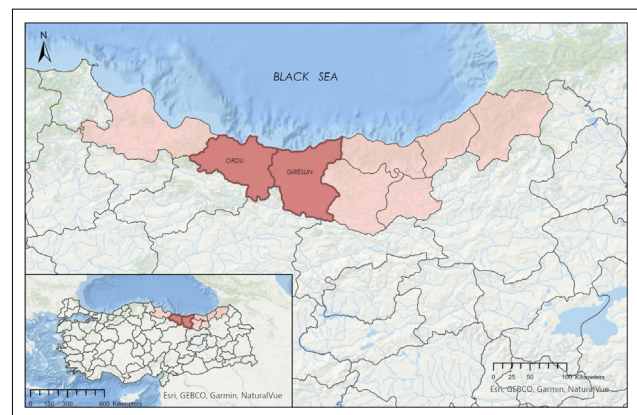 N
BLACK SEA
ORDU
GIRESUN
0 25 50 100 Kilometers
Esri, GEBCO, Garmin, NaturalVue
0 150 300 600 Kilometers
Esri, GEBCO, Garmin, NaturalVue